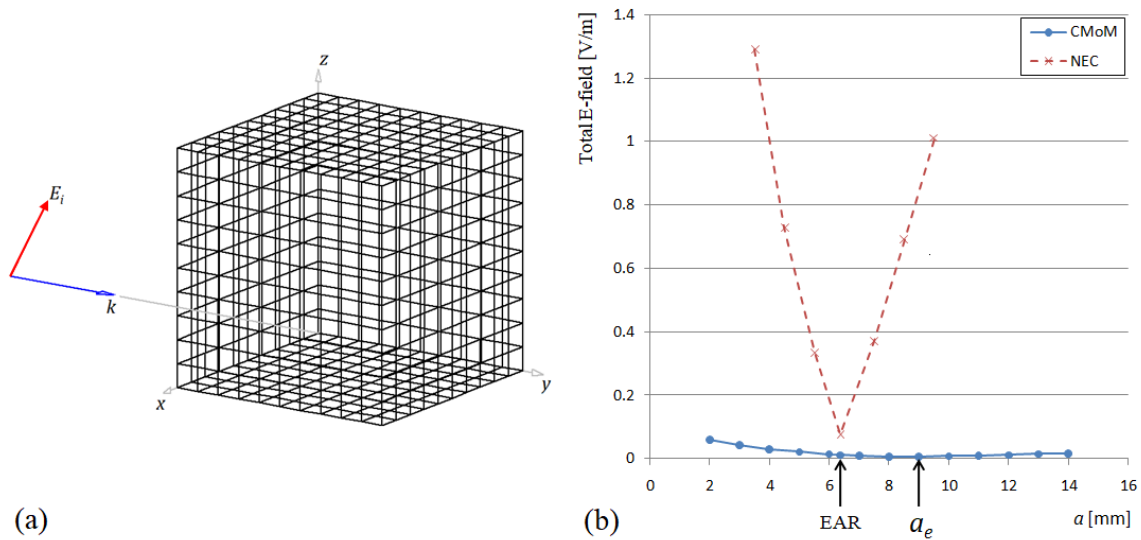 z
E_i
k
x
y
(a)
(b)
Total E-field [V/m]
1.4
1.2
1
0.8
0.6
0.4
0.2
0
CMoM
NEC
0 2 4 6 8 10 12 14 16
EAR
a_e
a [mm]